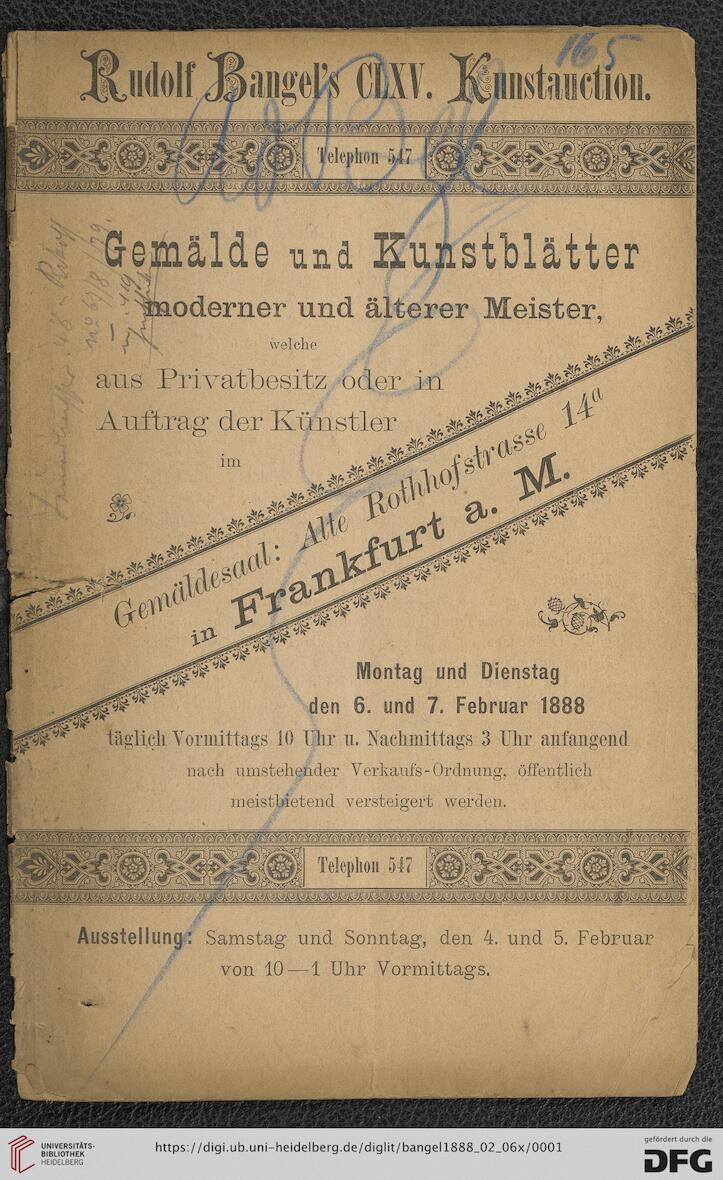 165
Rudolf Bangel's CLXV. Kunstauction.
Telephon 547
Gemälde und Kunstblätter
moderner und älterer Meister,
welche
aus Privatbesitz oder in
Auftrag der Künstler
im
Gemäldesaal: Alte Rothhofstrasse 14a
in Frankfurt a. M.
Montag und Dienstag
den 6. und 7. Februar 1888
täglich Vormittags 10 Uhr u. Nachmittags 3 Uhr anfangend
nach umstehender Verkaufs-Ordnung, öffentlich
meistbietend versteigert werden.
Telephon 547
Ausstellung: Samstag und Sonntag, den 4. und 5. Februar
von 10—1 Uhr Vormittags.
UNIVERSITÄTS-
BIBLIOTHEK
HEIDELBERG
https://digi.ub.uni-heidelberg.de/diglit/bangel1888_02_06x/0001
gefördert durch die
DFG